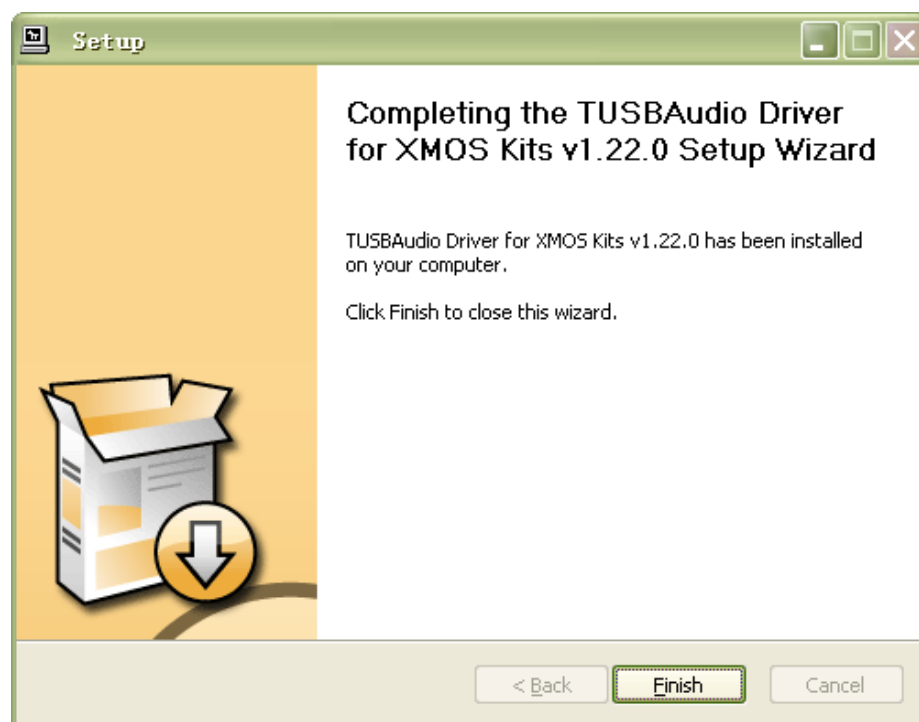 Setup
Completing the TUSBAudio Driver
for XMOS Kits v1.22.0 Setup Wizard
TUSBAudio Driver for XMOS Kits v1.22.0 has been installed
on your computer.
Click Finish to close this wizard.
< Back Finish Cancel